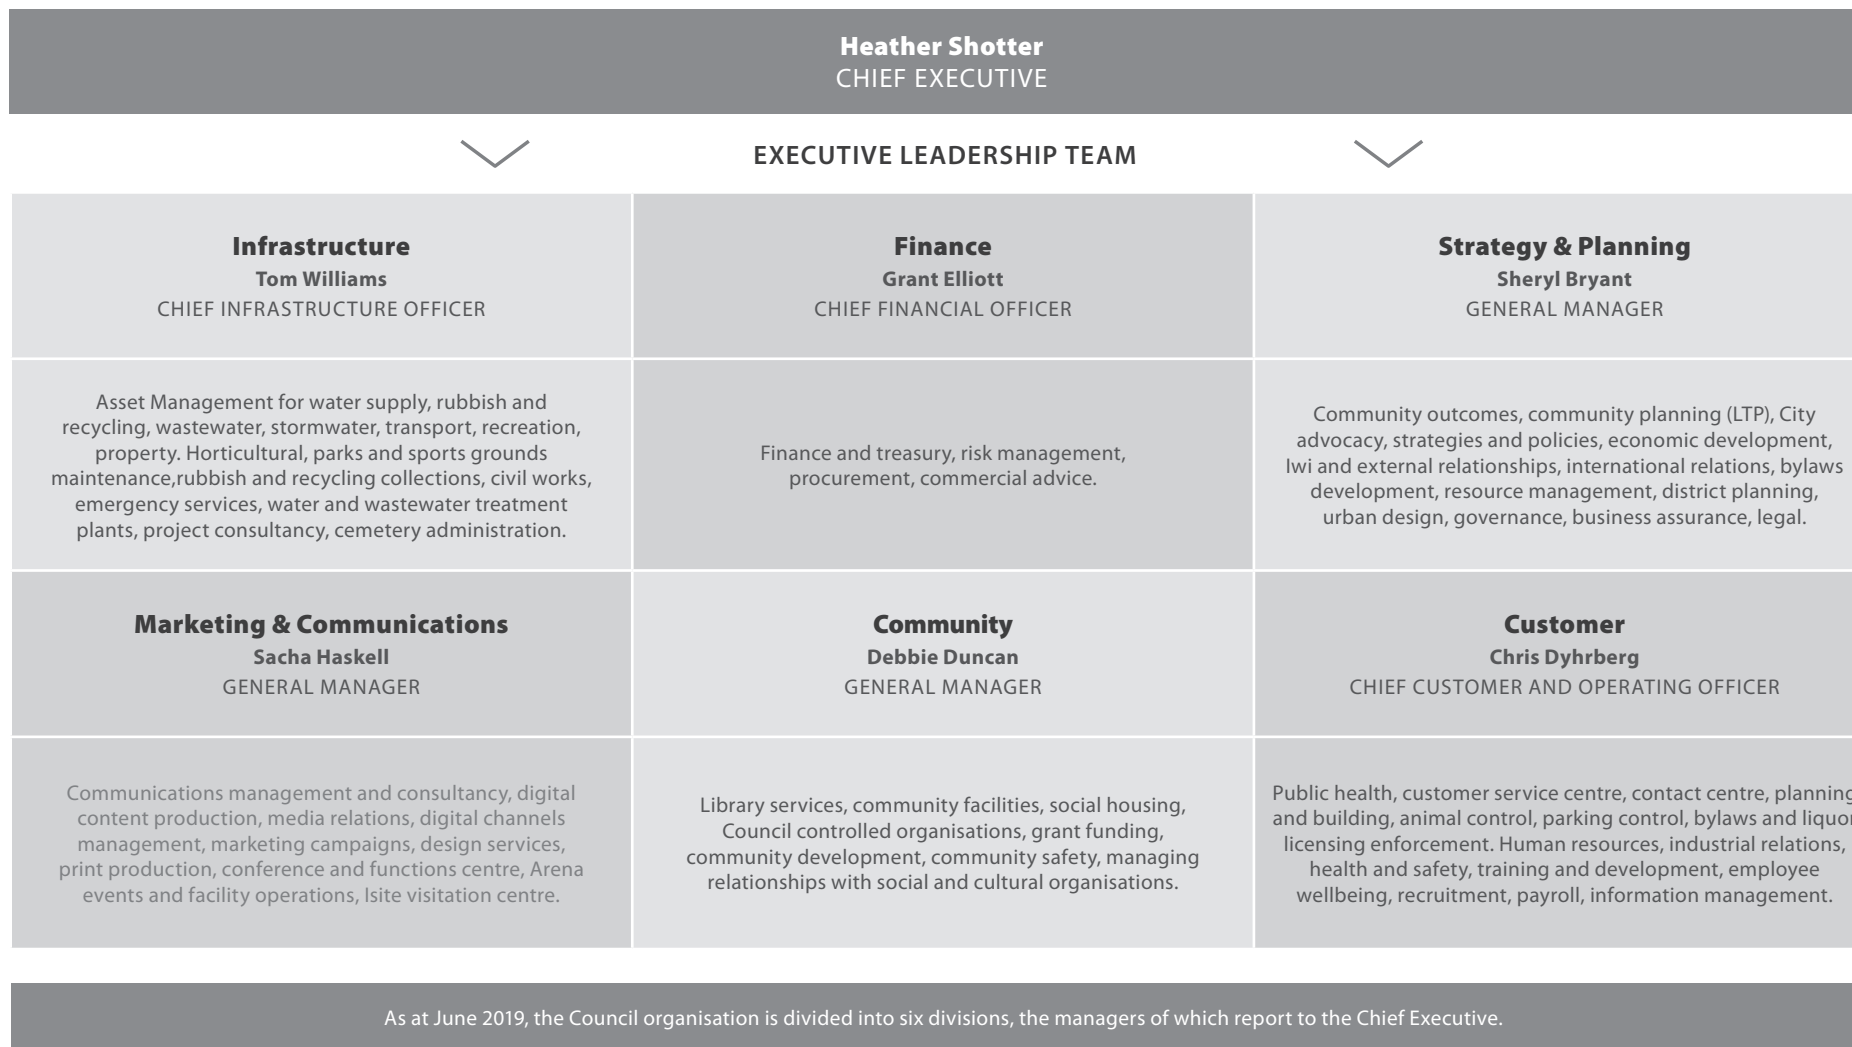 Heather Shotter
CHIEF EXECUTIVE
EXECUTIVE LEADERSHIP TEAM
Infrastructure
Tom Williams
CHIEF INFRASTRUCTURE OFFICER
Finance
Grant Elliott
CHIEF FINANCIAL OFFICER
Strategy & Planning
Sheryl Bryant
GENERAL MANAGER
Asset Management for water supply, rubbish and
recycling, wastewater, stormwater, transport, recreation,
property. Horticultural, parks and sports grounds
maintenance,rubbish and recycling collections, civil works,
emergency services, water and wastewater treatment
plants, project consultancy, cemetery administration.
Finance and treasury, risk management,
procurement, commercial advice.
Community outcomes, community planning (LTP), City
advocacy, strategies and policies, economic development,
Iwi and external relationships, international relations, bylaws
development, resource management, district planning,
urban design, governance, business assurance, legal.
Marketing & Communications
Sacha Haskell
GENERAL MANAGER
Community
Debbie Duncan
GENERAL MANAGER
Customer
Chris Dyhrberg
CHIEF CUSTOMER AND OPERATING OFFICER
Communications management and consultancy, digital
content production, media relations, digital channels
management, marketing campaigns, design services,
print production, conference and functions centre, Arena
events and facility operations, Isite visitation centre.
Library services, community facilities, social housing,
Council controlled organisations, grant funding,
community development, community safety, managing
relationships with social and cultural organisations.
Public health, customer service centre, contact centre, planning
and building, animal control, parking control, bylaws and liquor
licensing enforcement. Human resources, industrial relations,
health and safety, training and development, employee
wellbeing, recruitment, payroll, information management.
As at June 2019, the Council organisation is divided into six divisions, the managers of which report to the Chief Executive.